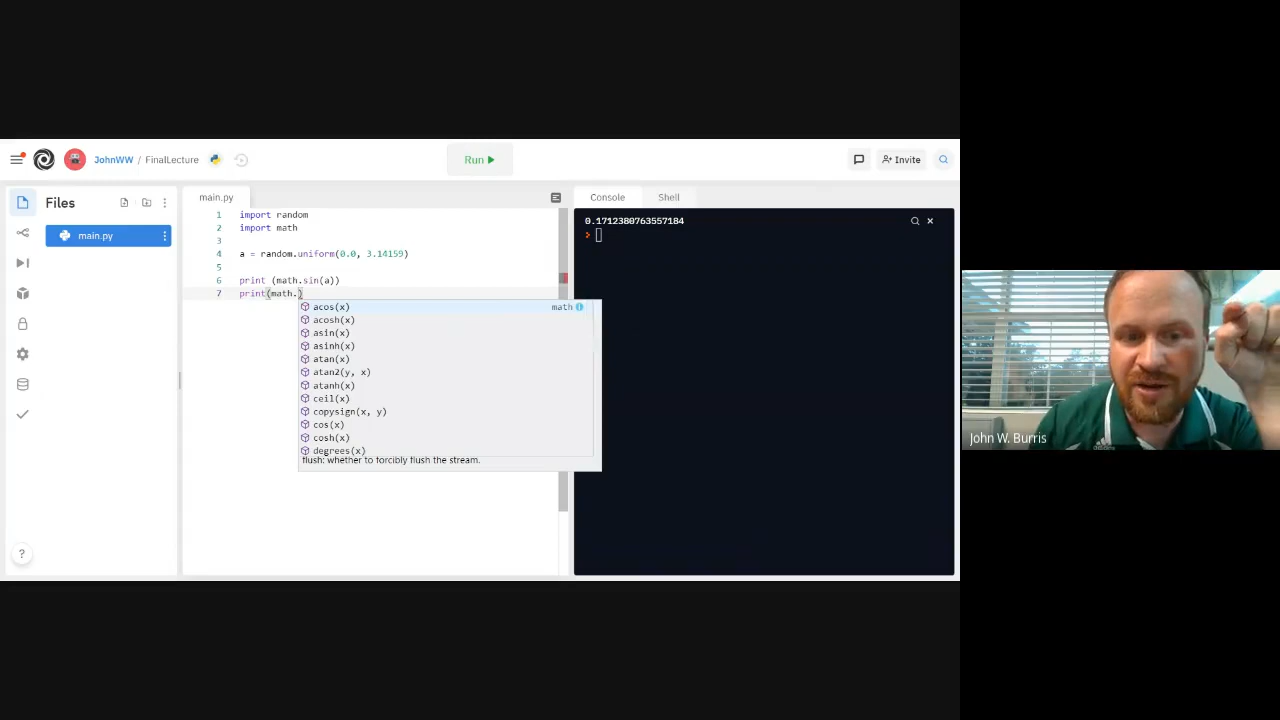 JohnWW / FinalLecture
Run
Invite
Files
main.py
main.py
Console
Shell
1 import random
2 import math
3
4 a = random.uniform(0.0, 3.14159)
5
6 print (math.sin(a))
7 print(math.)
acos(x) math
acosh(x)
asin(x)
asinh(x)
atan(x)
atan2(y, x)
atanh(x)
ceil(x)
copysign(x, y)
cos(x)
cosh(x)
degrees(x)
flush: whether to forcibly flush the stream.
0.1712380763557184
?
John W. Burris
adidas